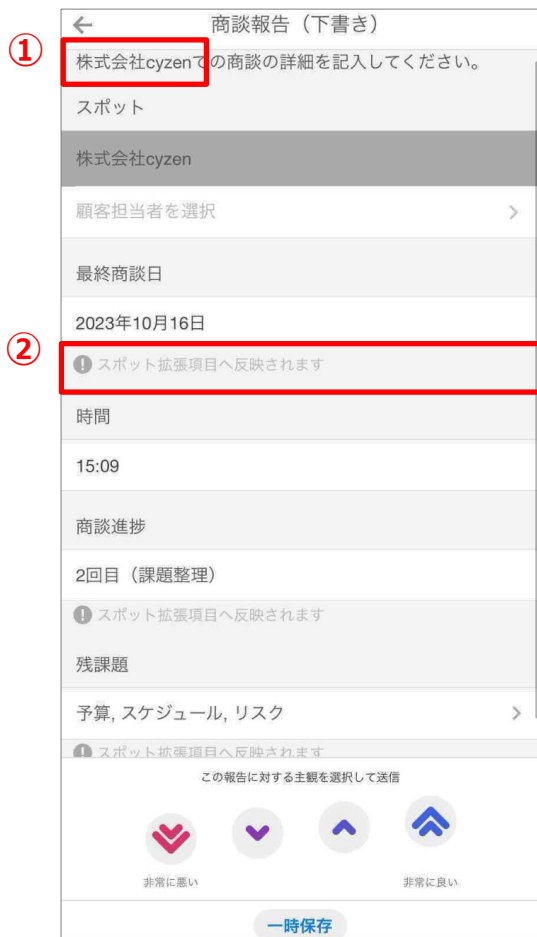 商談報告（下書き）
①
株式会社cyzenでの商談の詳細を記入してください。
スポット
株式会社cyzen
顧客担当者を選択
最終商談日
2023年10月16日
②
スポット拡張項目へ反映されます
時間
15:09
商談進捗
2回目（課題整理）
スポット拡張項目へ反映されます
残課題
予算, スケジュール, リスク
スポット拡張項目へ反映されます
この報告に対する主観を選択して送信
非常に悪い 非常に良い
一時保存